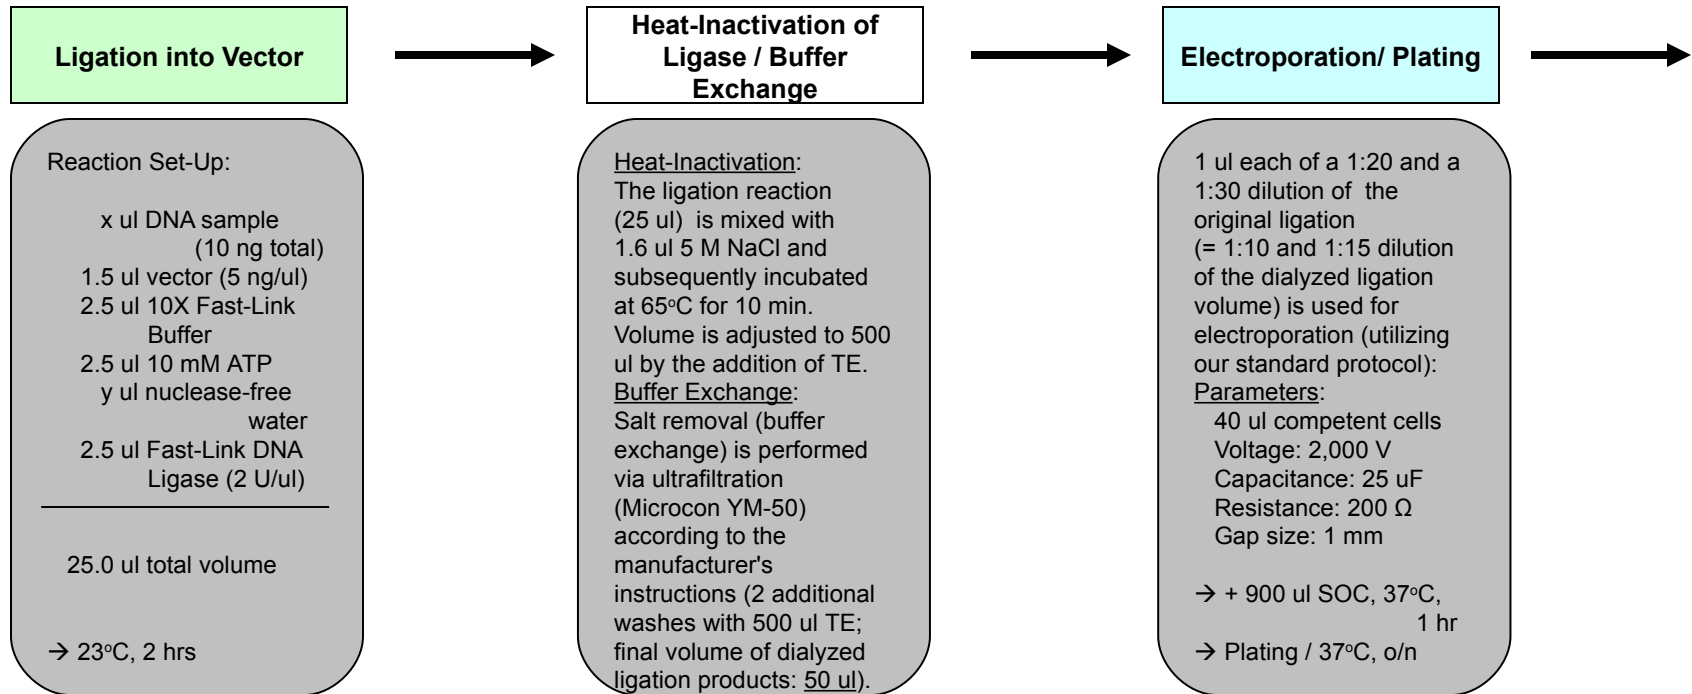 Ligation into Vector
Heat-Inactivation of
Ligase / Buffer
Exchange
Electroporation/ Plating
Reaction Set-Up:
x ul DNA sample
(10 ng total)
1.5 ul vector (5 ng/ul)
2.5 ul 10X Fast-Link
Buffer
2.5 ul 10 mM ATP
y ul nuclease-free
water
2.5 ul Fast-Link DNA
Ligase (2 U/ul)
25.0 ul total volume
→ 23°C, 2 hrs
Heat-Inactivation:
The ligation reaction
(25 ul) is mixed with
1.6 ul 5 M NaCl and
subsequently incubated
at 65°C for 10 min.
Volume is adjusted to 500
ul by the addition of TE.
Buffer Exchange:
Salt removal (buffer
exchange) is performed
via ultrafiltration
(Microcon YM-50)
according to the
manufacturer's
instructions (2 additional
washes with 500 ul TE;
final volume of dialyzed
ligation products: 50 ul).
1 ul each of a 1:20 and a
1:30 dilution of the
original ligation
(= 1:10 and 1:15 dilution
of the dialyzed ligation
volume) is used for
electroporation (utilizing
our standard protocol):
Parameters:
40 ul competent cells
Voltage: 2,000 V
Capacitance: 25 uF
Resistance: 200 Ω
Gap size: 1 mm
→ + 900 ul SOC, 37°C,
1 hr
→ Plating / 37°C, o/n